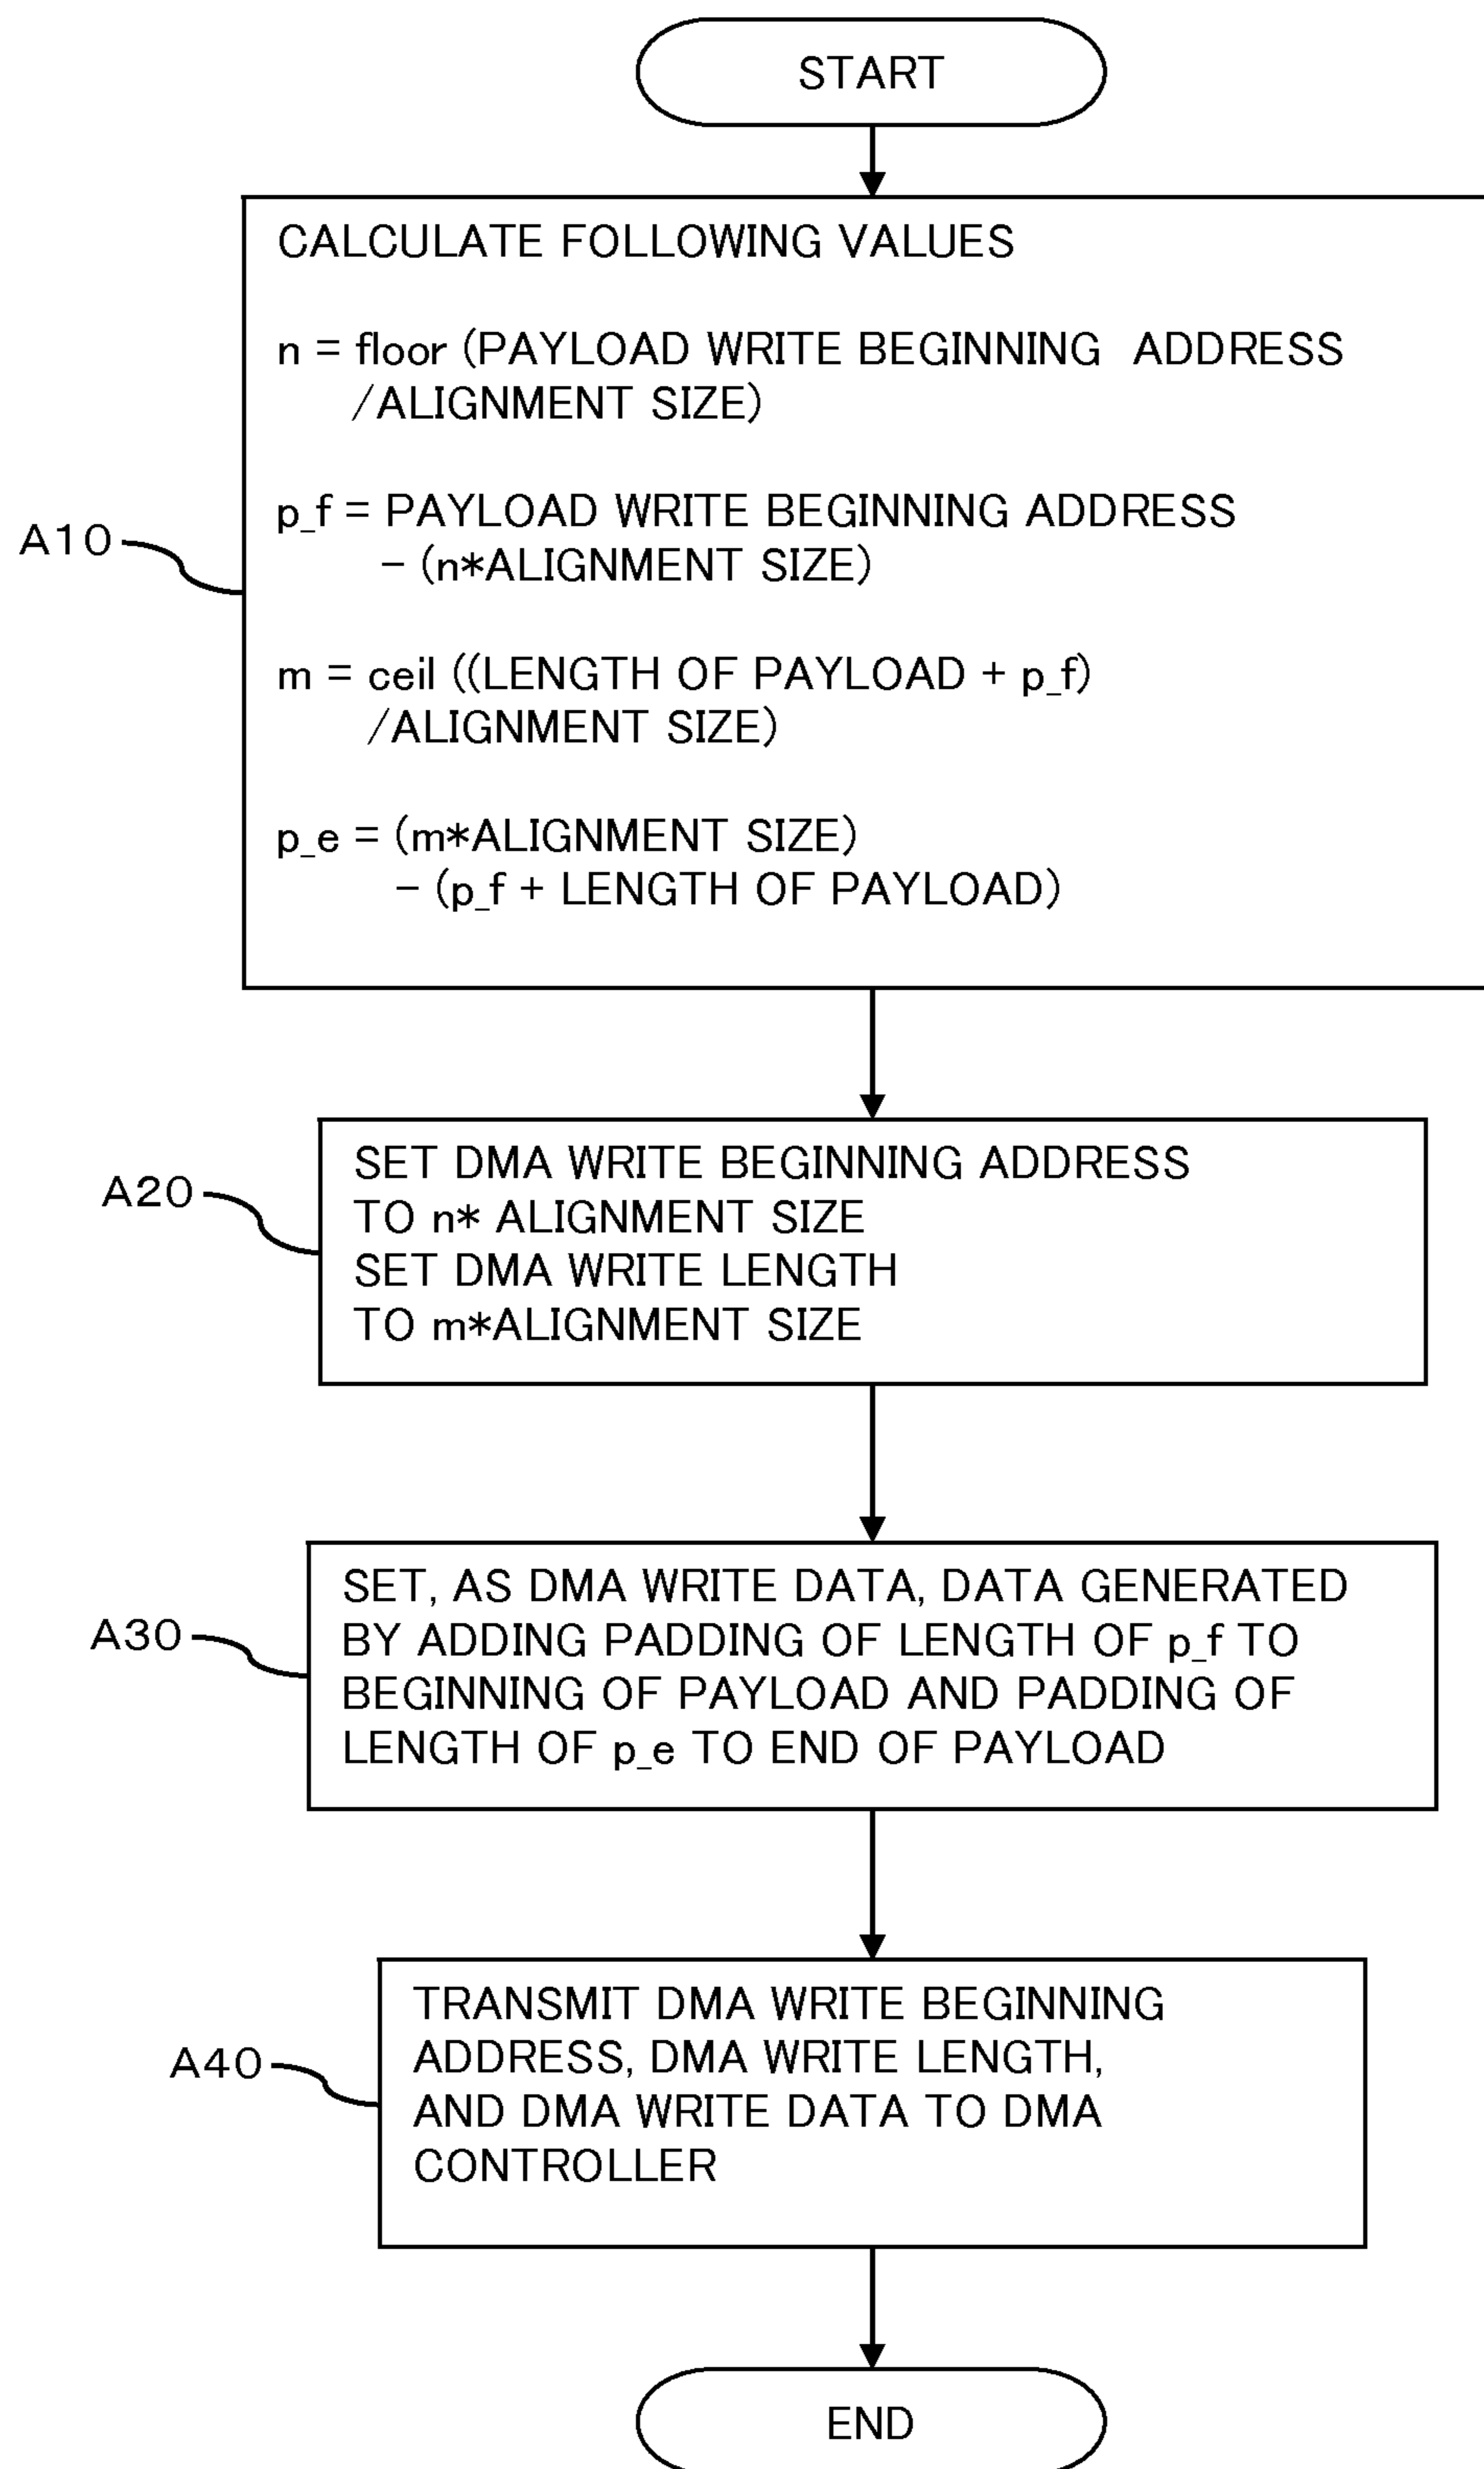 START
CALCULATE FOLLOWING VALUES
n = floor (PAYLOAD WRITE BEGINNING ADDRESS
/ALIGNMENT SIZE)
p_f = PAYLOAD WRITE BEGINNING ADDRESS
- (n*ALIGNMENT SIZE)
A10
m = ceil ((LENGTH OF PAYLOAD + p_f)
/ALIGNMENT SIZE)
p_e = (m*ALIGNMENT SIZE)
- (p_f + LENGTH OF PAYLOAD)
SET DMA WRITE BEGINNING ADDRESS
A20
TO n* ALIGNMENT SIZE
SET DMA WRITE LENGTH
TO m*ALIGNMENT SIZE
SET, AS DMA WRITE DATA, DATA GENERATED
A30
BY ADDING PADDING OF LENGTH OF p_f TO
BEGINNING OF PAYLOAD AND PADDING OF
LENGTH OF p_e TO END OF PAYLOAD
TRANSMIT DMA WRITE BEGINNING
A40
ADDRESS, DMA WRITE LENGTH,
AND DMA WRITE DATA TO DMA
CONTROLLER
END